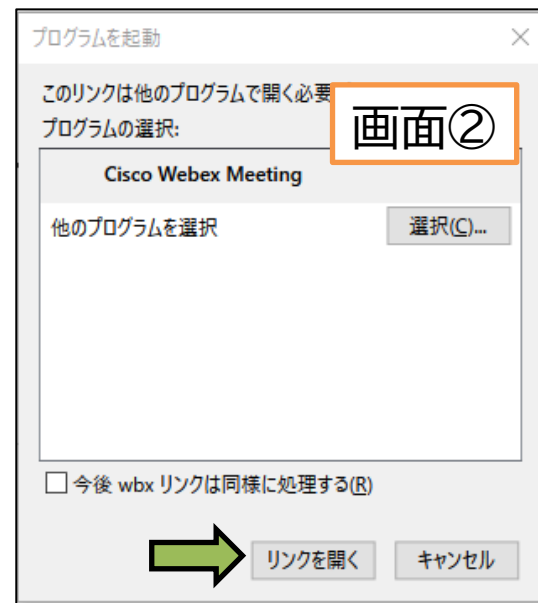 プログラムを起動
このリンクは他のプログラムで開く必要
プログラムの選択:
画面②
Cisco Webex Meeting
他のプログラムを選択 選択(C)...
今後 wbx リンクは同様に処理する(R)
リンクを開く キャンセル